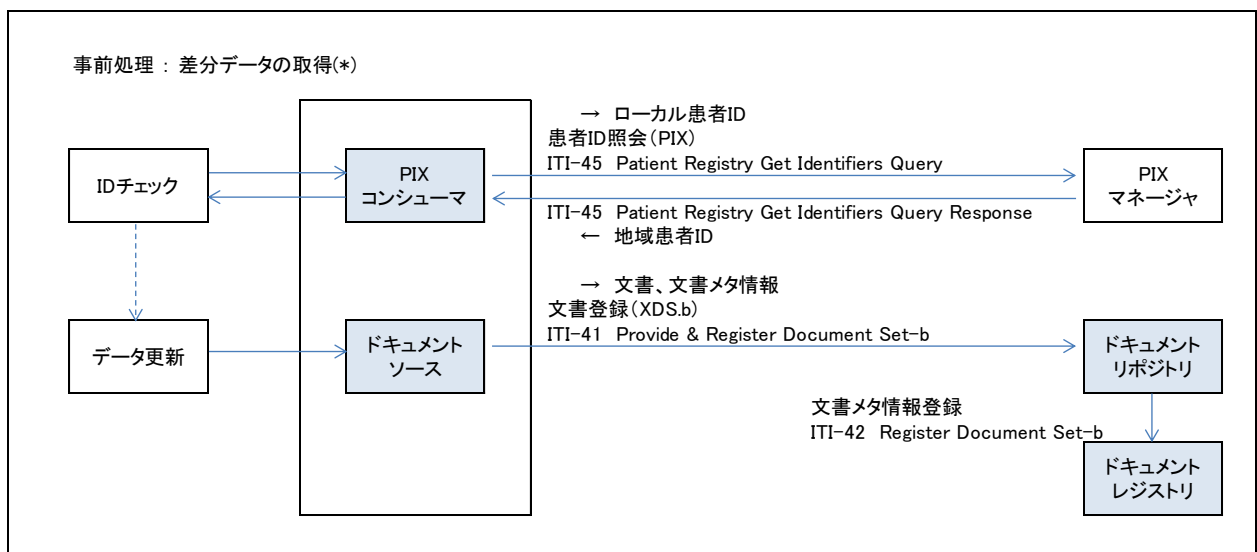 事前処理 : 差分データの取得(*)
→ ローカル患者ID
患者ID照会(PIX)
ITI-45 Patient Registry Get Identifiers Query
IDチェック
PIX
コンシューマ
PIX
マネージャ
ITI-45 Patient Registry Get Identifiers Query Response
← 地域患者ID
→ 文書、文書メタ情報
文書登録(XDS.b)
ITI-41 Provide & Register Document Set-b
データ更新
ドキュメント
ソース
ドキュメント
リポジトリ
文書メタ情報登録
ITI-42 Register Document Set-b
ドキュメント
レジストリ